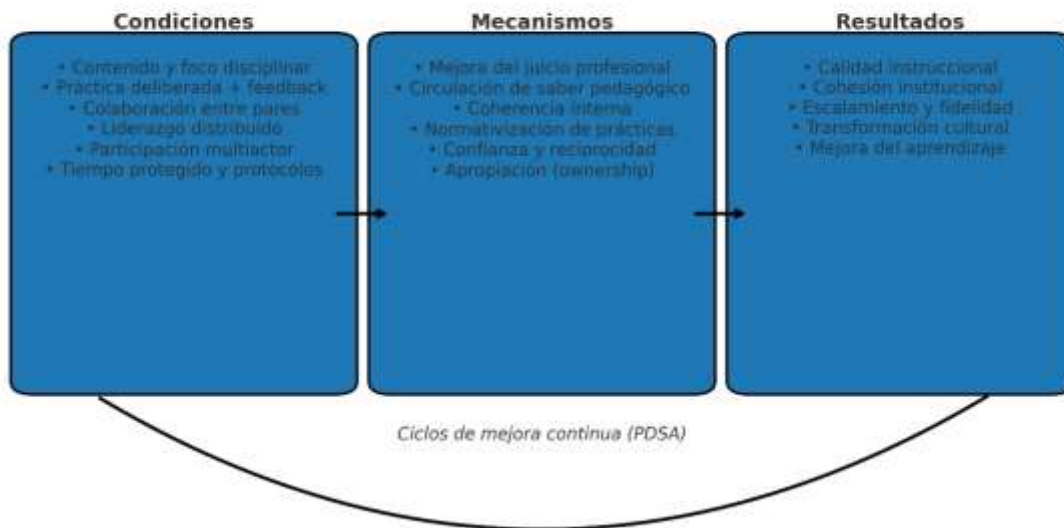 Condiciones
• Contenido y foco disciplinar
• Práctica deliberada + feedback
• Colaboración entre pares
• Liderazgo distribuido
• Participación multiactor
• Tiempo protegido y protocolos
Mecanismos
• Mejora del juicio profesional
• Circulación de saber pedagógico
• Coherencia interna
• Normativización de prácticas
• Confianza y reciprocidad
• Apropiación (ownership)
Resultados
• Calidad instruccional
• Cohesión institucional
• Escalamiento y fidelidad
• Transformación cultural
• Mejora del aprendizaje
Ciclos de mejora continua (PDSA)